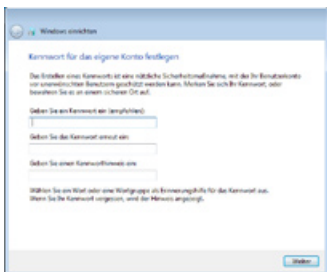 Windows einrichten
Kennwort für das eigene Konto festlegen
Das Erstellen eines Kennworts ist eine nützliche Sicherheitsmaßnahme, mit der Ihr Benutzerkonto
vor unerwünschten Benutzern geschützt werden kann. Merken Sie sich Ihr Kennwort, oder
bewahren Sie es an einem sicheren Ort auf.
Geben Sie ein Kennwort ein (empfohlen):
Geben Sie das Kennwort erneut ein:
Geben Sie einen Kennworthinweis ein:
Wählen Sie ein Wort oder eine Wortgruppe als Erinnerungshilfe für das Kennwort aus.
Wenn Sie Ihr Kennwort vergessen, wird der Hinweis angezeigt.
Weiter